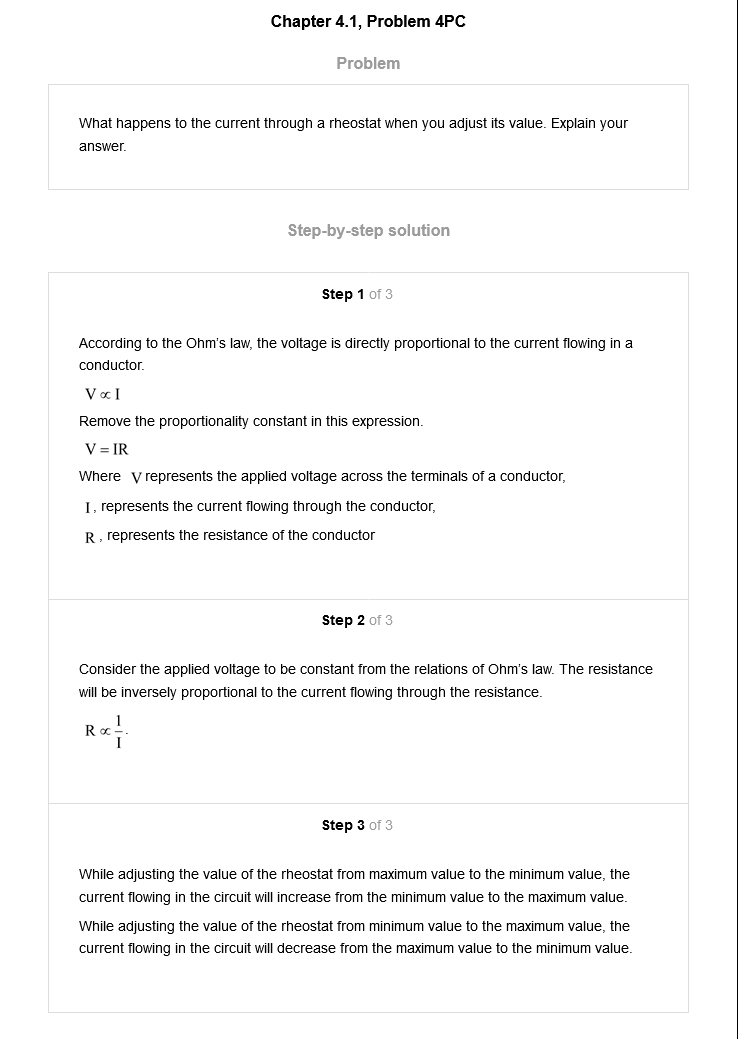 Chapter 4.1, Problem 4PC
Problem
What happens to the current through a rheostat when you adjust its value. Explain your
answer.
Step-by-step solution
Step 1 of 3
According to the Ohm's law, the voltage is directly proportional to the current flowing in a
conductor.
V ∝ I
Remove the proportionality constant in this expression.
V = IR
Where V represents the applied voltage across the terminals of a conductor,
I , represents the current flowing through the conductor,
R , represents the resistance of the conductor
Step 2 of 3
Consider the applied voltage to be constant from the relations of Ohm's law. The resistance
will be inversely proportional to the current flowing through the resistance.
R ∝ 1/I.
Step 3 of 3
While adjusting the value of the rheostat from maximum value to the minimum value, the
current flowing in the circuit will increase from the minimum value to the maximum value.
While adjusting the value of the rheostat from minimum value to the maximum value, the
current flowing in the circuit will decrease from the maximum value to the minimum value.